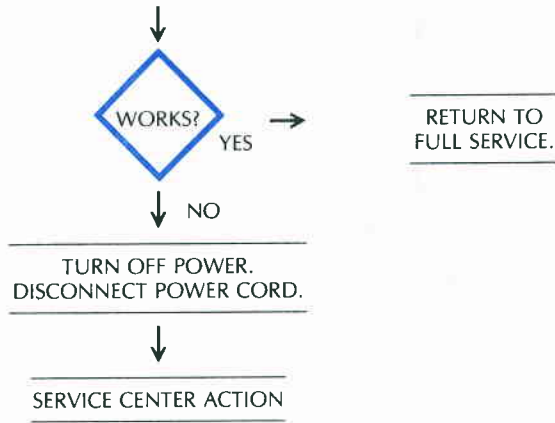 WORKS?
YES
RETURN TO
FULL SERVICE.
NO
TURN OFF POWER.
DISCONNECT POWER CORD.
SERVICE CENTER ACTION